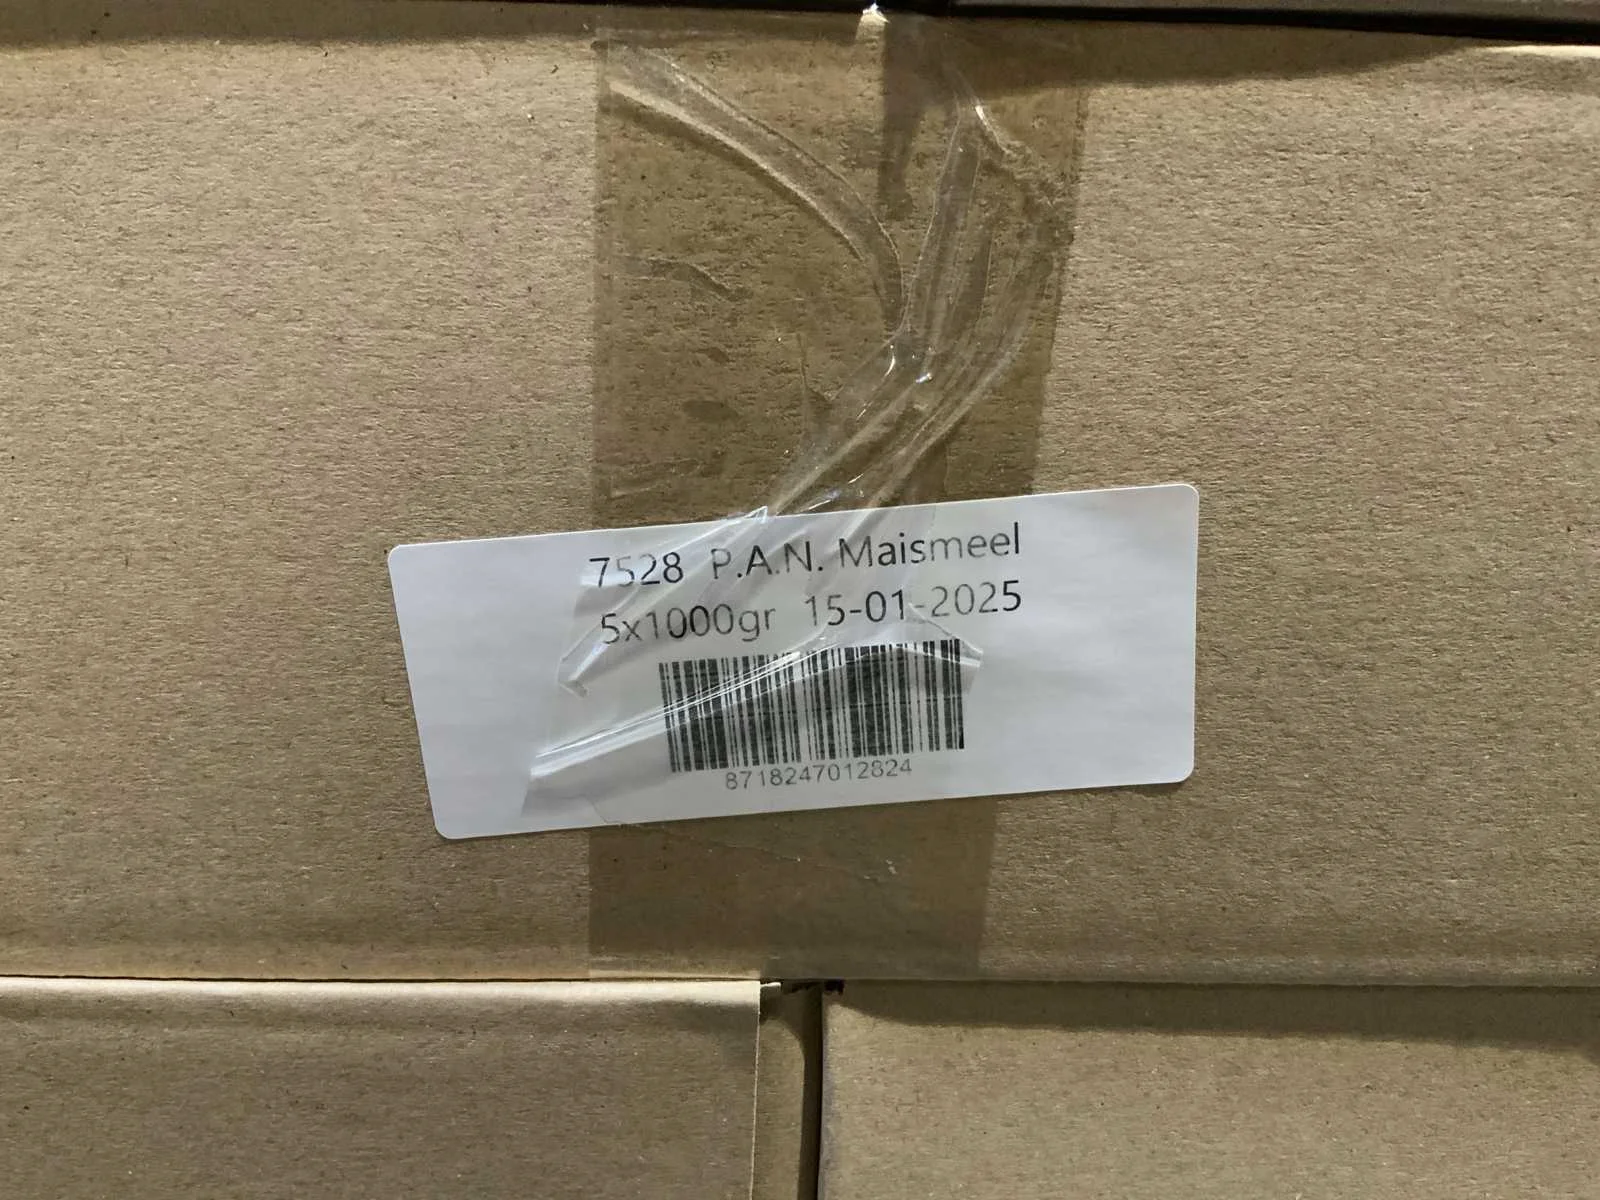 7528 P.A.N. Maismeel
5x1000gr 15-01-2025
8718247012824